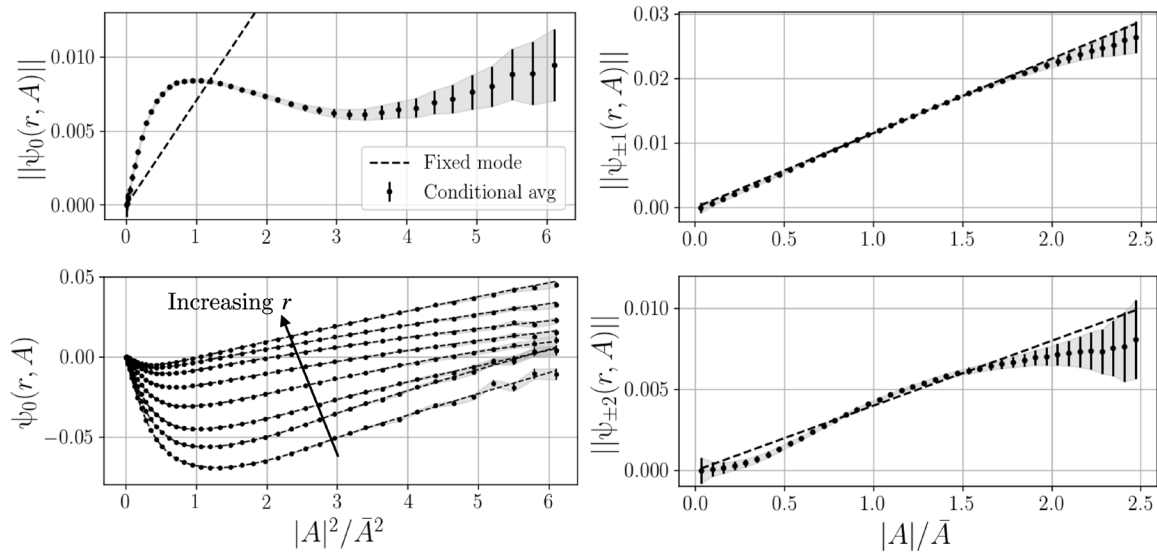 ||ψ₀(r, A)||
0.010
0.005
0.000
Fixed mode
Conditional avg
0 1 2 3 4 5 6
||ψ±₁(r, A)||
0.03
0.02
0.01
0.00
0.0 0.5 1.0 1.5 2.0 2.5
ψ₀(r, A)
0.05
0.00
−0.05
Increasing r
0 1 2 3 4 5 6
|A|²/Ā²
||ψ±₂(r, A)||
0.010
0.005
0.000
0.0 0.5 1.0 1.5 2.0 2.5
|A|/Ā